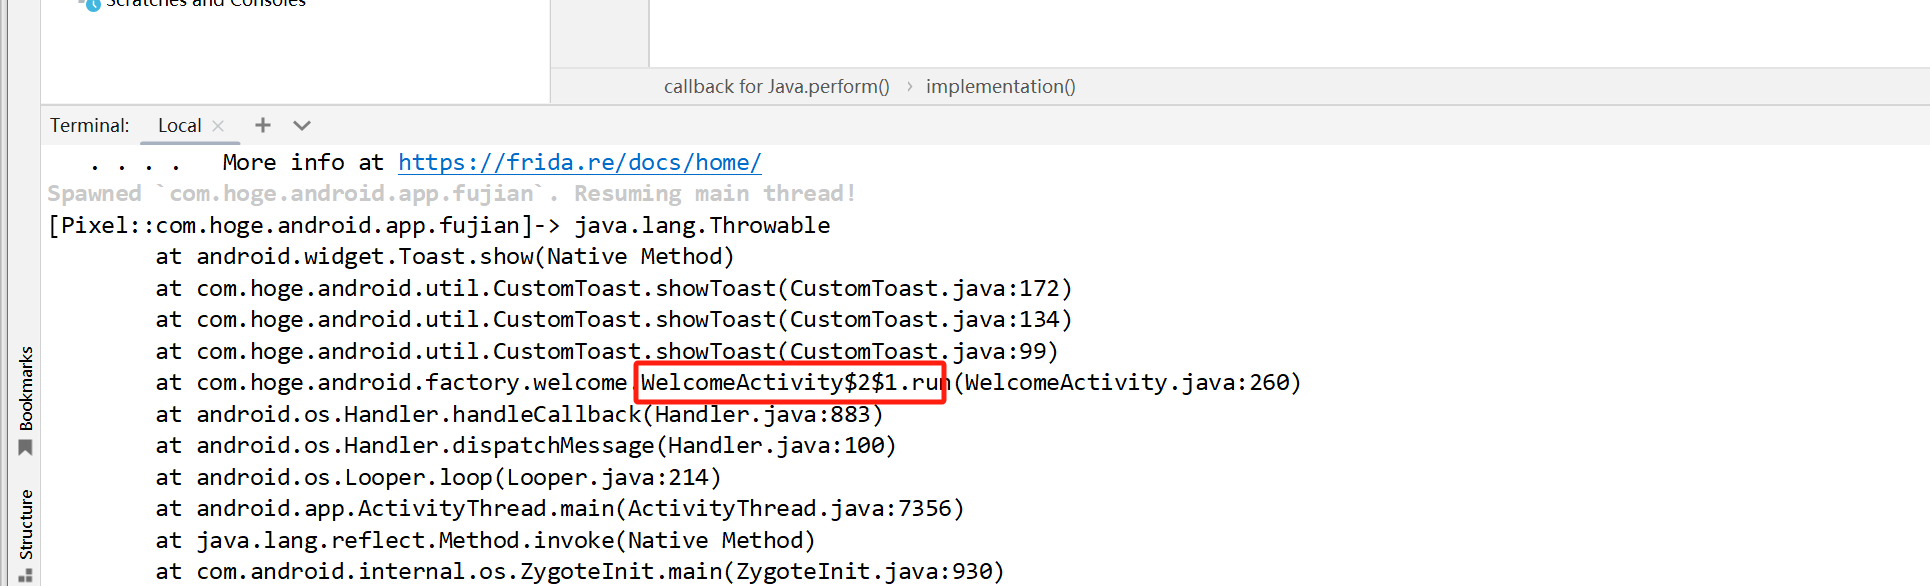 Scratches and Consoles
callback for Java.perform() › implementation()
Terminal: Local × +
. . . . More info at https://frida.re/docs/home/
Spawned `com.hoge.android.app.fujian`. Resuming main thread!
[Pixel::com.hoge.android.app.fujian]-> java.lang.Throwable
at android.widget.Toast.show(Native Method)
at com.hoge.android.util.CustomToast.showToast(CustomToast.java:172)
at com.hoge.android.util.CustomToast.showToast(CustomToast.java:134)
at com.hoge.android.util.CustomToast.showToast(CustomToast.java:99)
at com.hoge.android.factory.welcome.WelcomeActivity$2$1.run(WelcomeActivity.java:260)
at android.os.Handler.handleCallback(Handler.java:883)
at android.os.Handler.dispatchMessage(Handler.java:100)
at android.os.Looper.loop(Looper.java:214)
at android.app.ActivityThread.main(ActivityThread.java:7356)
at java.lang.reflect.Method.invoke(Native Method)
at com.android.internal.os.ZygoteInit.main(ZygoteInit.java:930)
Bookmarks
Structure